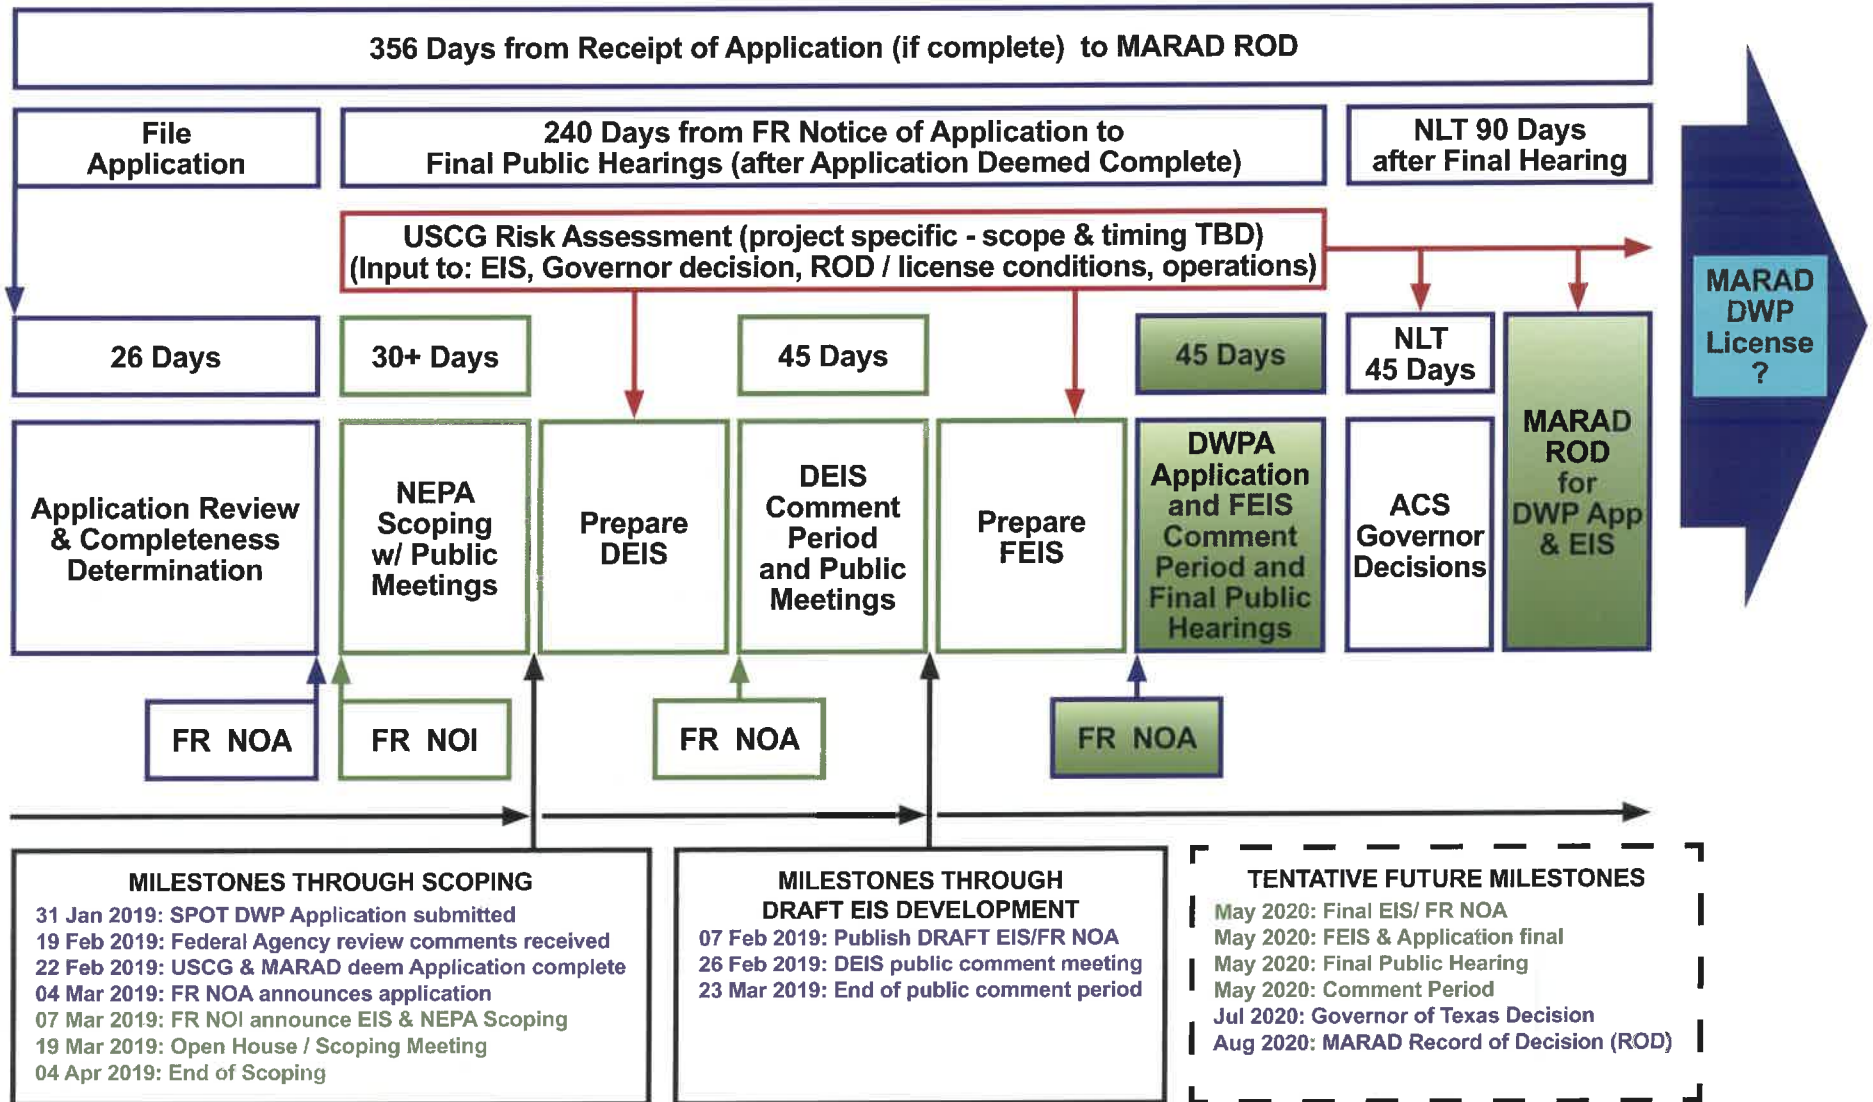 356 Days from Receipt of Application (if complete) to MARAD ROD
File
Application
240 Days from FR Notice of Application to
Final Public Hearings (after Application Deemed Complete)
NLT 90 Days
after Final Hearing
USCG Risk Assessment (project specific - scope & timing TBD)
(Input to: EIS, Governor decision, ROD / license conditions, operations)
MARAD
DWP
License
?
26 Days
30+ Days
45 Days
45 Days
NLT
45 Days
Application Review
& Completeness
Determination
NEPA
Scoping
w/ Public
Meetings
Prepare
DEIS
DEIS
Comment
Period
and Public
Meetings
Prepare
FEIS
DWPA
Application
and FEIS
Comment
Period and
Final Public
Hearings
ACS
Governor
Decisions
MARAD
ROD
for
DWP App
& EIS
FR NOA
FR NOI
FR NOA
FR NOA
MILESTONES THROUGH SCOPING
31 Jan 2019: SPOT DWP Application submitted
19 Feb 2019: Federal Agency review comments received
22 Feb 2019: USCG & MARAD deem Application complete
04 Mar 2019: FR NOA announces application
07 Mar 2019: FR NOI announce EIS & NEPA Scoping
19 Mar 2019: Open House / Scoping Meeting
04 Apr 2019: End of Scoping
MILESTONES THROUGH
DRAFT EIS DEVELOPMENT
07 Feb 2019: Publish DRAFT EIS/FR NOA
26 Feb 2019: DEIS public comment meeting
23 Mar 2019: End of public comment period
TENTATIVE FUTURE MILESTONES
May 2020: Final EIS/ FR NOA
May 2020: FEIS & Application final
May 2020: Final Public Hearing
May 2020: Comment Period
Jul 2020: Governor of Texas Decision
Aug 2020: MARAD Record of Decision (ROD)